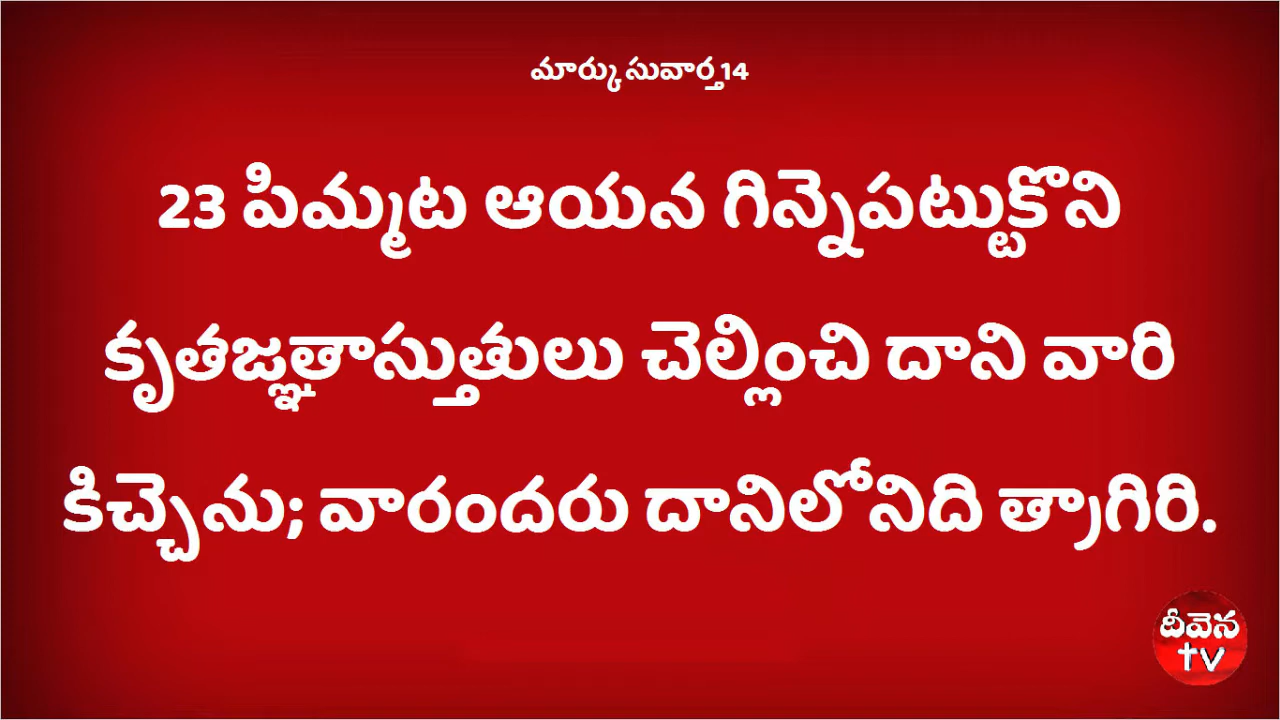 మార్కు సువార్త 14
23 పిమ్మట ఆయన గిన్నెపట్టుకొని
కృతజ్ఞతాస్తుతులు చెల్లించి దాని వారి
కిచ్చెను; వారందరు దానిలోనిది త్రాగిరి.
దీవెన
tv